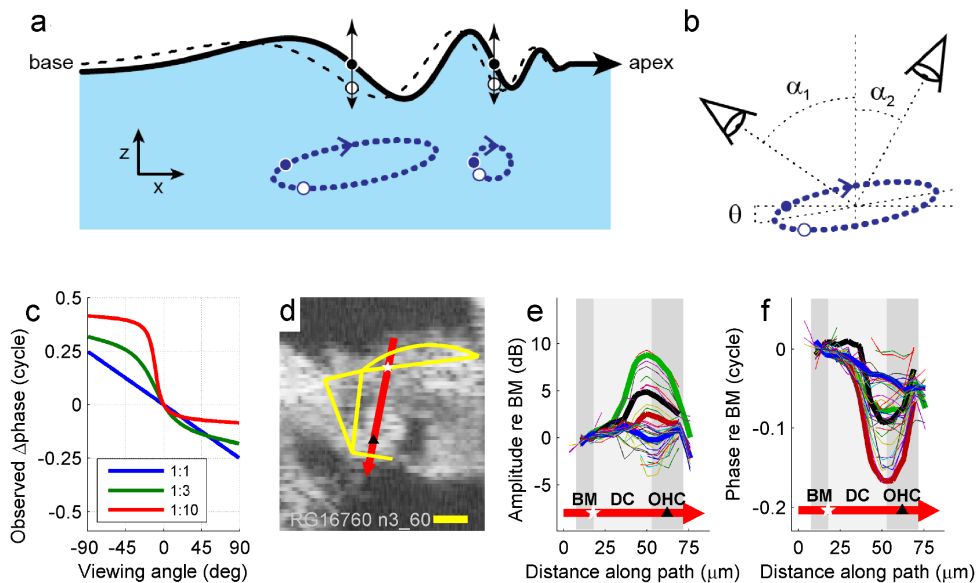 a
base
apex
z
x
b
α1
α2
θ
c
Observed Δphase (cycle)
0.5
0.25
0
-0.25
-0.5
1:1
1:3
1:10
-90 -45 0 45 90
Viewing angle (deg)
d
RG16760 n3_60
e
Amplitude re BM (dB)
10
5
0
-5
BM DC OHC
0 25 50 75
Distance along path (μm)
f
Phase re BM (cycle)
0
-0.1
-0.2
BM DC OHC
0 25 50 75
Distance along path (μm)